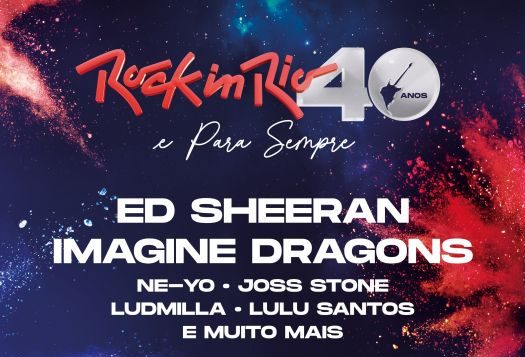 Rock in Rio 40
ANOS
e Para Sempre
ED SHEERAN
IMAGINE DRAGONS
NE-YO • JOSS STONE
LUDMILLA • LULU SANTOS
E MUITO MAIS